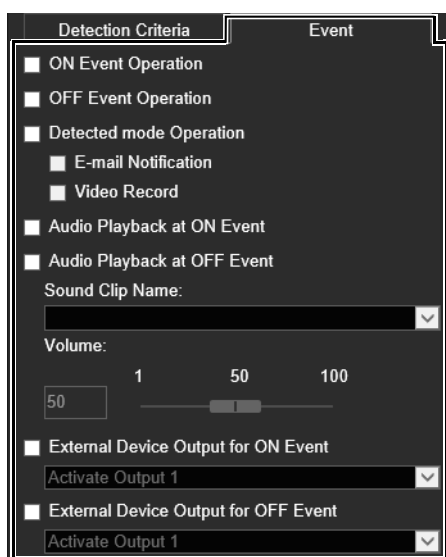 Detection Criteria Event
ON Event Operation
OFF Event Operation
Detected mode Operation
E-mail Notification
Video Record
Audio Playback at ON Event
Audio Playback at OFF Event
Sound Clip Name:
Volume:
1 50 100
50
External Device Output for ON Event
Activate Output 1
External Device Output for OFF Event
Activate Output 1